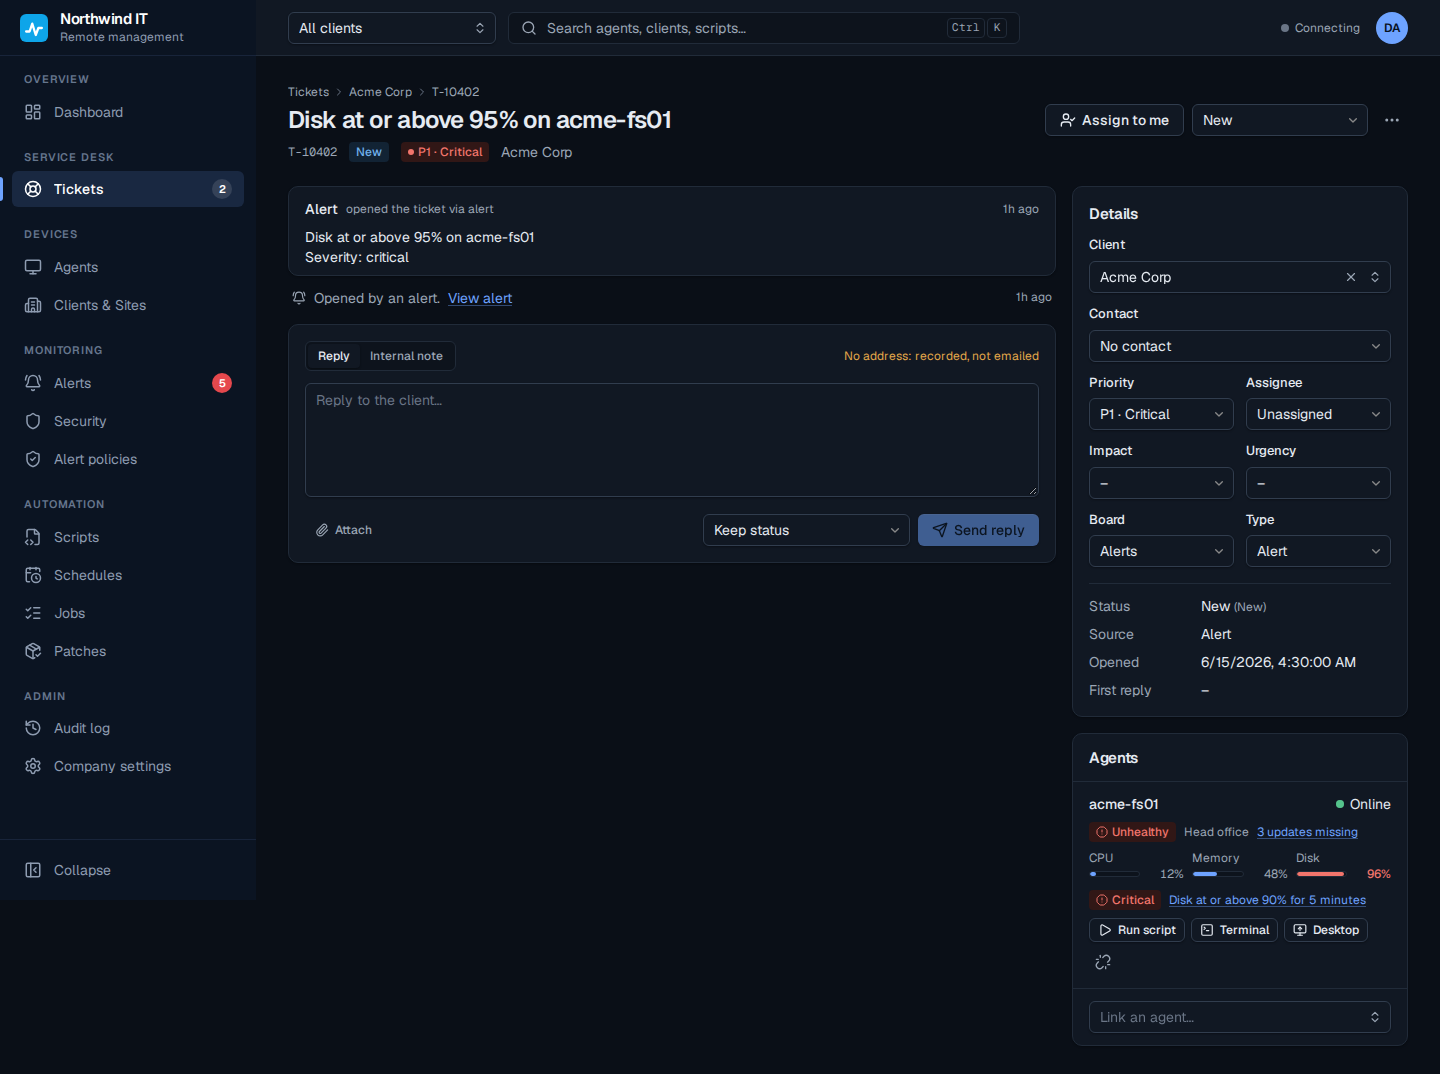 Northwind IT
Remote management
All clients
Search agents, clients, scripts...
Ctrl K
Connecting
DA
OVERVIEW
Dashboard
SERVICE DESK
Tickets
2
DEVICES
Agents
Clients & Sites
MONITORING
Alerts
5
Security
Alert policies
AUTOMATION
Scripts
Schedules
Jobs
Patches
ADMIN
Audit log
Company settings
Collapse
Tickets > Acme Corp > T-10402
Disk at or above 95% on acme-fs01
T-10402 New P1 · Critical Acme Corp
Assign to me
New
Alert opened the ticket via alert
1h ago
Disk at or above 95% on acme-fs01
Severity: critical
Opened by an alert. View alert
1h ago
Reply Internal note
No address: recorded, not emailed
Reply to the client...
Attach
Keep status
Send reply
Details
Client
Acme Corp
Contact
No contact
Priority Assignee
P1 · Critical Unassigned
Impact Urgency
– –
Board Type
Alerts Alert
Status New (New)
Source Alert
Opened 6/15/2026, 4:30:00 AM
First reply –
Agents
acme-fs01 Online
Unhealthy Head office 3 updates missing
CPU Memory Disk
12% 48% 96%
Critical Disk at or above 90% for 5 minutes
Run script Terminal Desktop
Link an agent...